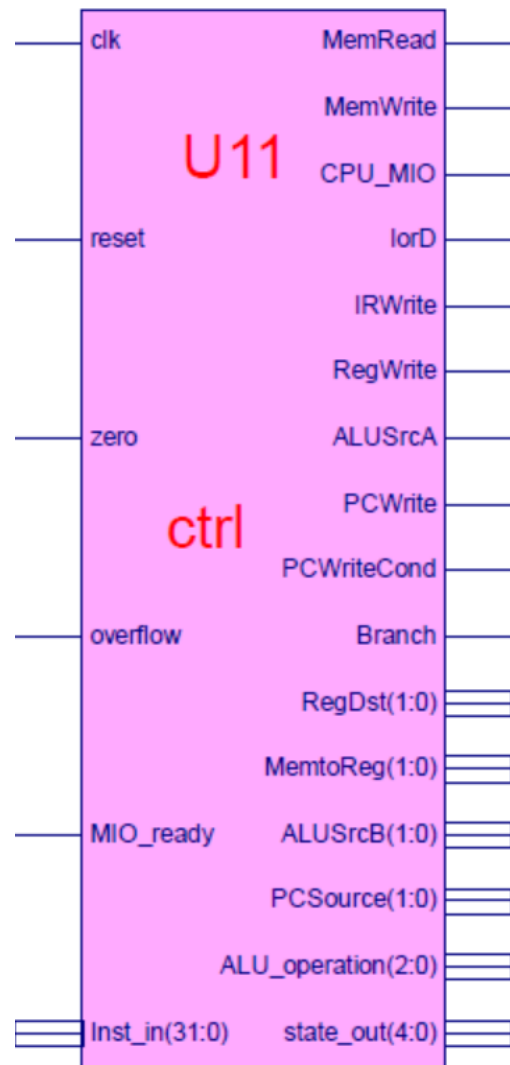 clk MemRead
MemWrite
U11 CPU_MIO
reset IorD
IRWrite
RegWrite
zero ALUSrcA
PCWrite
ctrl
PCWriteCond
overflow Branch
RegDst(1:0)
MemtoReg(1:0)
MIO_ready ALUSrcB(1:0)
PCSource(1:0)
ALU_operation(2:0)
Inst_in(31:0) state_out(4:0)